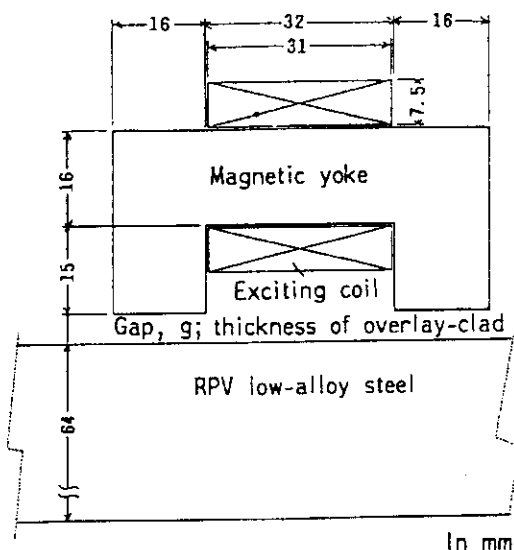 16 32 16
31
7.5
16
Magnetic yoke
15
Exciting coil
Gap, g; thickness of overlay-clad
RPV low-alloy steel
64
In mm